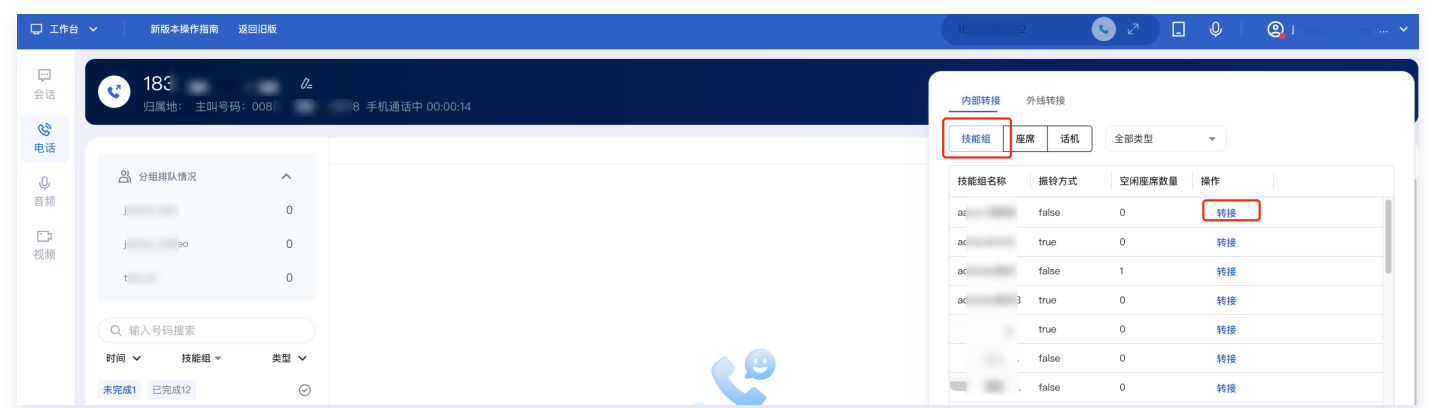 工作台 新版本操作指南 返回旧版
会话
电话
音频
视频
183
归属地: 主叫号码: 008 8 手机通话中 00:00:14
分组排队情况
0
eo 0
0
输入号码搜索
时间 技能组 类型
未完成1 已完成12
内部转接 外线转接
技能组 座席 话机 全部类型
技能组名称 振铃方式 空闲座席数量 操作
false 0 转接
true 0 转接
false 1 转接
true 0 转接
true 0 转接
false 0 转接
false 0 转接